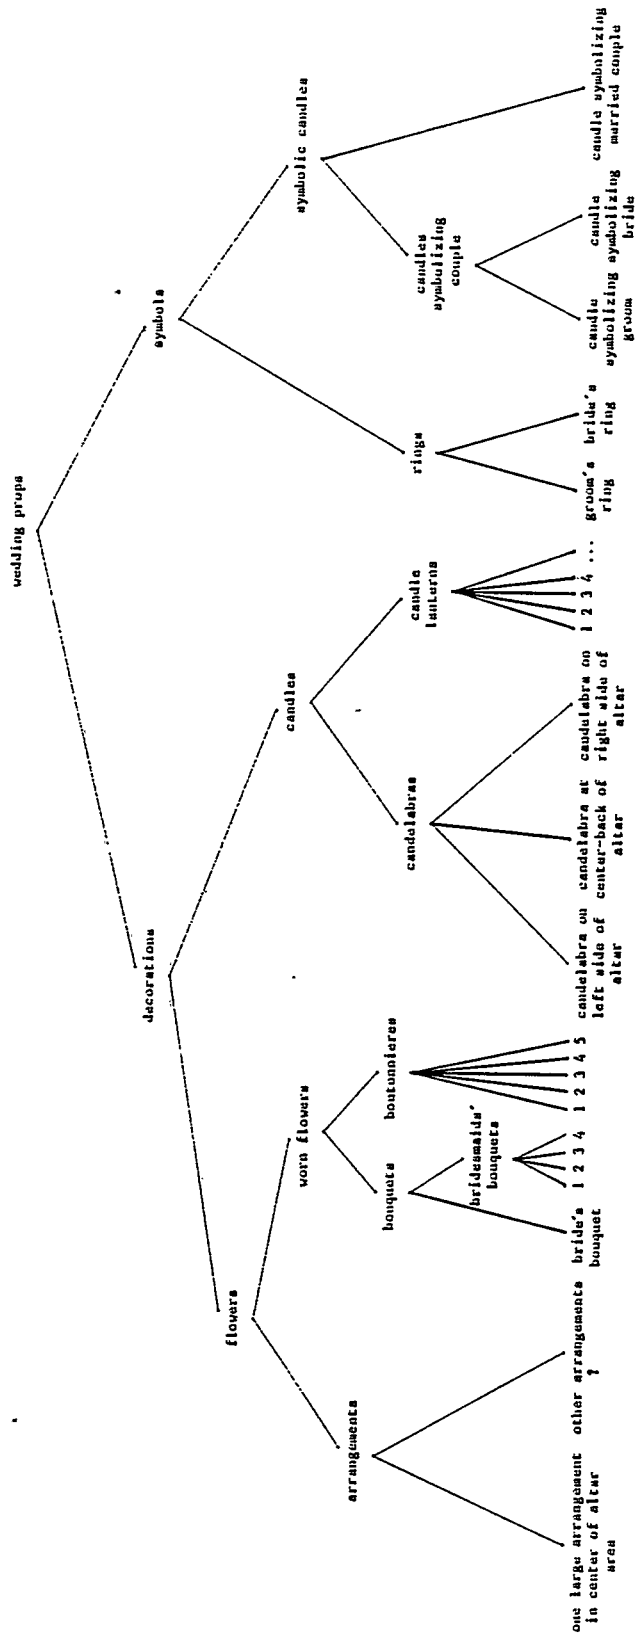 wedding props
decorations
symbols
flowers
candles
symbolic candles
arrangements
worn flowers
bouquets
boutonnieres
candelabras
candle
lanterns
rings
candles
symbolizing
couple
bridesmaids'
bouquets
one large arrangement
in center of altar
area
other arrangements
?
bride's
bouquet
1 2 3 4
1 2 3 4 5
candelabra on
left side of
altar
candelabra at
center-back of
altar
candelabra on
right side of
altar
1 2 3 4 ...
groom's
ring
bride's
ring
candle
symbolizing
groom
candle
symbolizing
bride
candle symbolizing
married couple